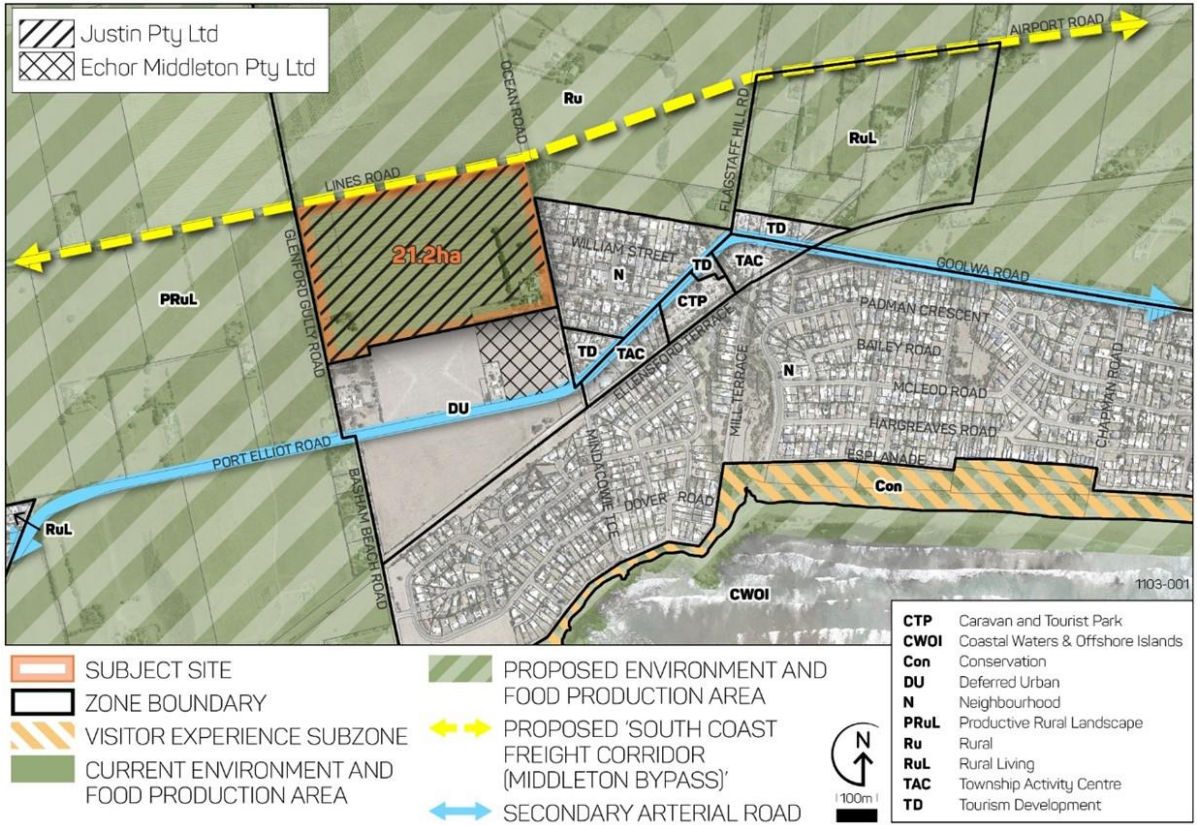 Justin Pty Ltd
Echor Middleton Pty Ltd
AIRPORT ROAD
OCEAN ROAD
Ru
FLAGSTAFF HILL RD
RuL
LINES ROAD
21.2ha
GLENFORD GULLY ROAD
PRuL
WILLIAM STREET
N
TD
TD
TAC
GOOLWA ROAD
CTP
PADMAN CRESCENT
BAILEY ROAD
TD
TAC
ELENSFORD TERRACE
MILL TERRACE
N
MCLEOD ROAD
CHAPMAN ROAD
HARGREAVES ROAD
DU
PORT ELLIOT ROAD
MINDACOWIE TCE
ESPLANADE
Con
DOVER ROAD
BASHAM BEACH ROAD
RuL
CWOI
1103-001
CTP Caravan and Tourist Park
CWOI Coastal Waters & Offshore Islands
Con Conservation
DU Deferred Urban
N Neighbourhood
PRuL Productive Rural Landscape
Ru Rural
RuL Rural Living
TAC Township Activity Centre
TD Tourism Development
SUBJECT SITE
ZONE BOUNDARY
VISITOR EXPERIENCE SUBZONE
CURRENT ENVIRONMENT AND
FOOD PRODUCTION AREA
PROPOSED ENVIRONMENT AND
FOOD PRODUCTION AREA
PROPOSED 'SOUTH COAST
FREIGHT CORRIDOR
(MIDDLETON BYPASS)'
SECONDARY ARTERIAL ROAD
N
100m